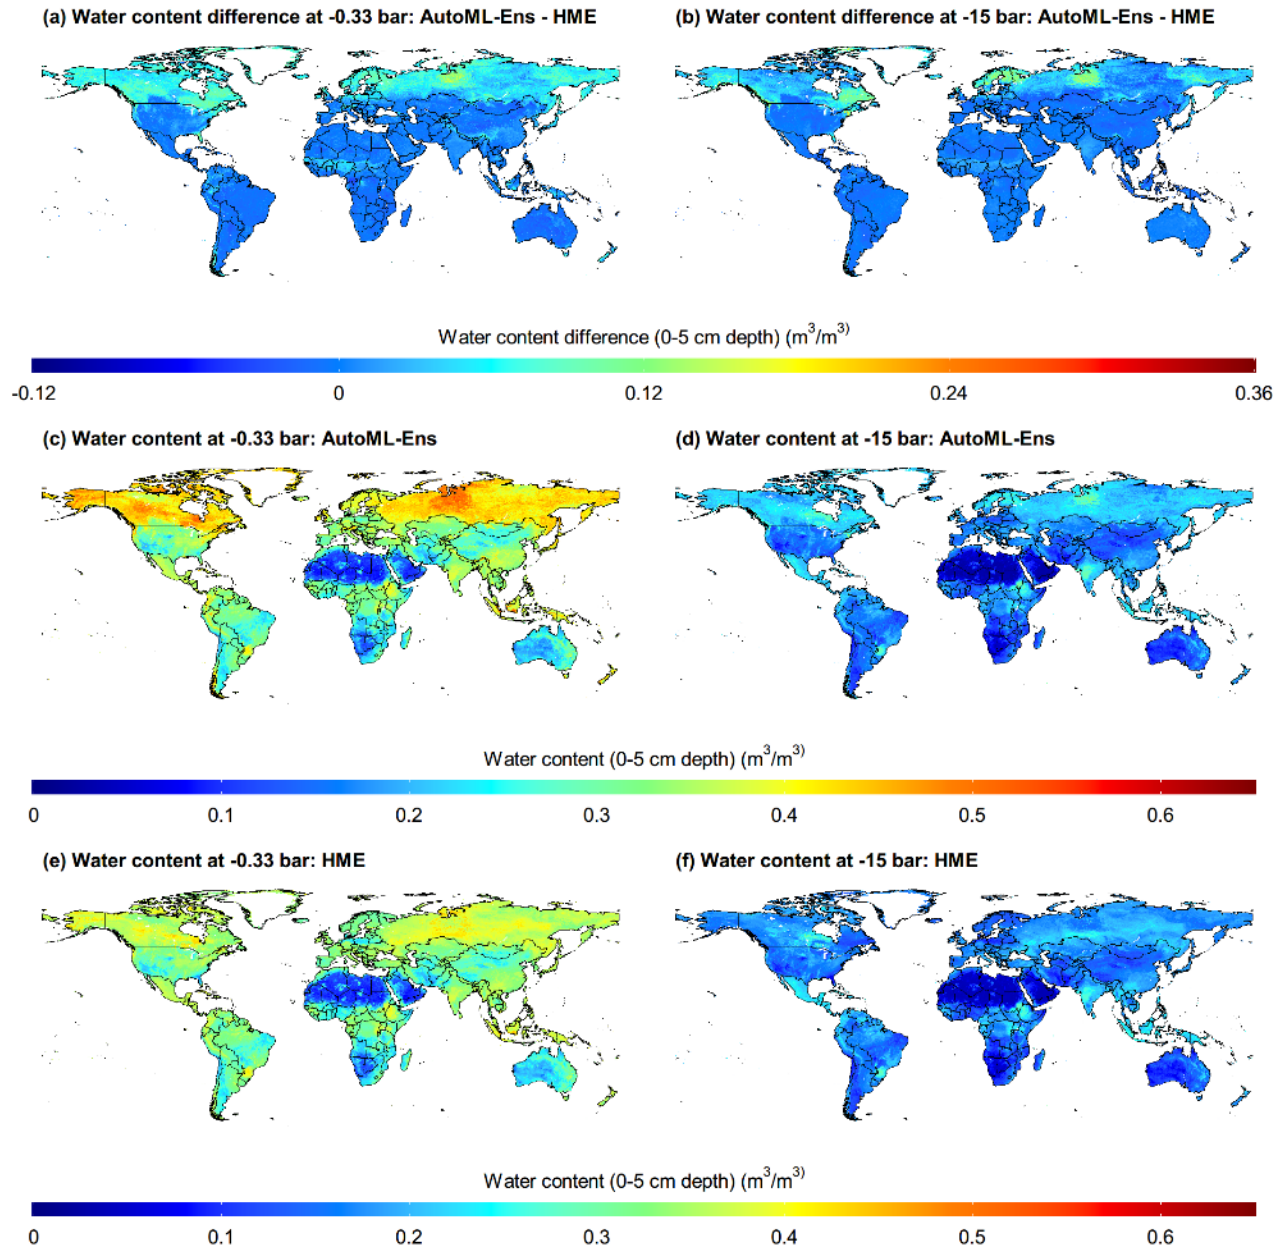 (a) Water content difference at -0.33 bar: AutoML-Ens - HME
(b) Water content difference at -15 bar: AutoML-Ens - HME
Water content difference (0-5 cm depth) (m³/m³⁾
-0.12 0 0.12 0.24 0.36
(c) Water content at -0.33 bar: AutoML-Ens
(d) Water content at -15 bar: AutoML-Ens
Water content (0-5 cm depth) (m³/m³⁾
0 0.1 0.2 0.3 0.4 0.5 0.6
(e) Water content at -0.33 bar: HME
(f) Water content at -15 bar: HME
Water content (0-5 cm depth) (m³/m³⁾
0 0.1 0.2 0.3 0.4 0.5 0.6